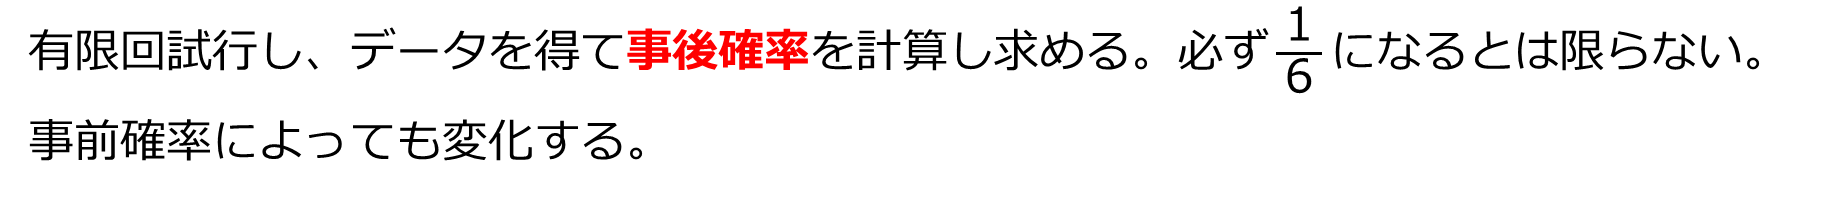 有限回試行し、データを得て事後確率を計算し求める。必ず1/6になるとは限らない。
事前確率によっても変化する。